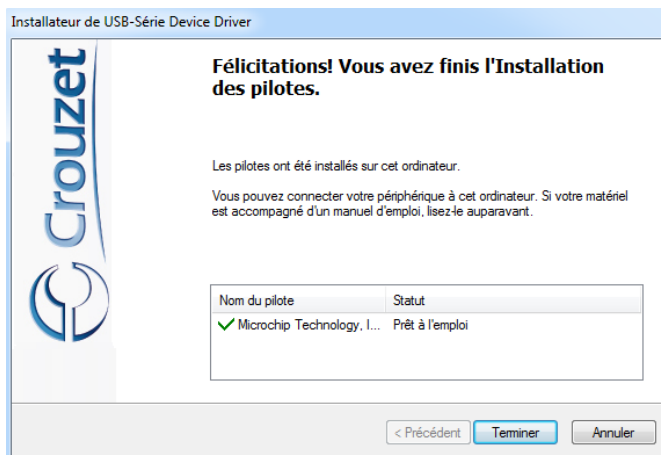 Installateur de USB-Série Device Driver
Crouzet
Félicitations! Vous avez finis l'Installation
des pilotes.
Les pilotes ont été installés sur cet ordinateur.
Vous pouvez connecter votre périphérique à cet ordinateur. Si votre matériel
est accompagné d'un manuel d'emploi, lisez-le auparavant.
Nom du pilote Statut
Microchip Technology, I... Prêt à l'emploi
< Précédent Terminer Annuler